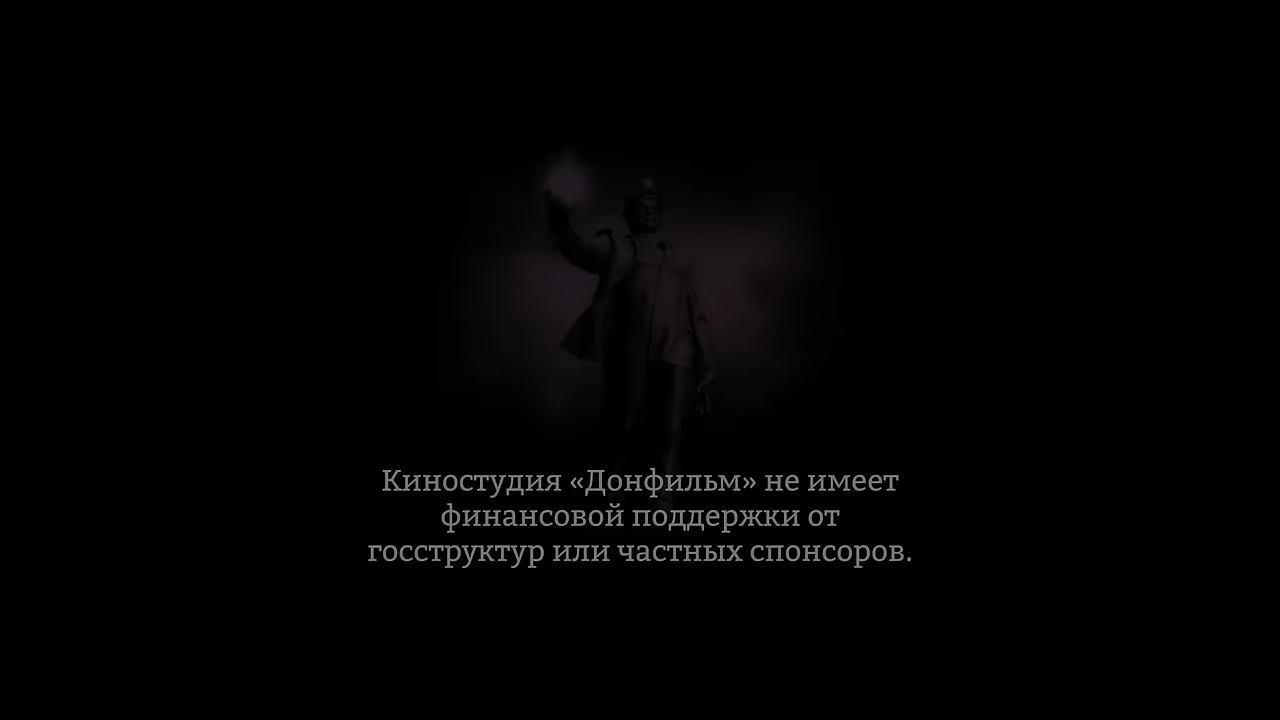 Киностудия «Донфильм» не имеет
финансовой поддержки от
госструктур или частных спонсоров.